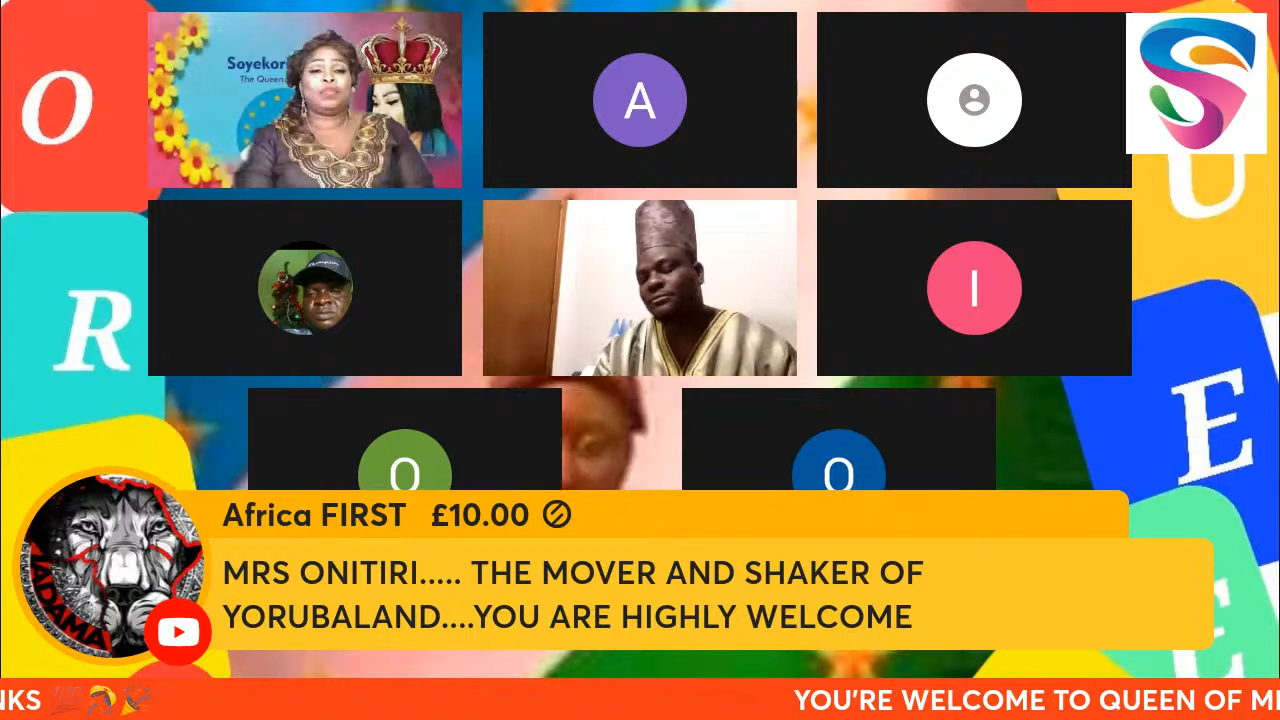 O
Soyekor
The Queen
A
U
R
I
E
O
O
Africa FIRST £10.00
MRS ONITIRI..... THE MOVER AND SHAKER OF
YORUBALAND....YOU ARE HIGHLY WELCOME
ADAMA
E
NKS 💯 🎉 YOU'RE WELCOME TO QUEEN OF